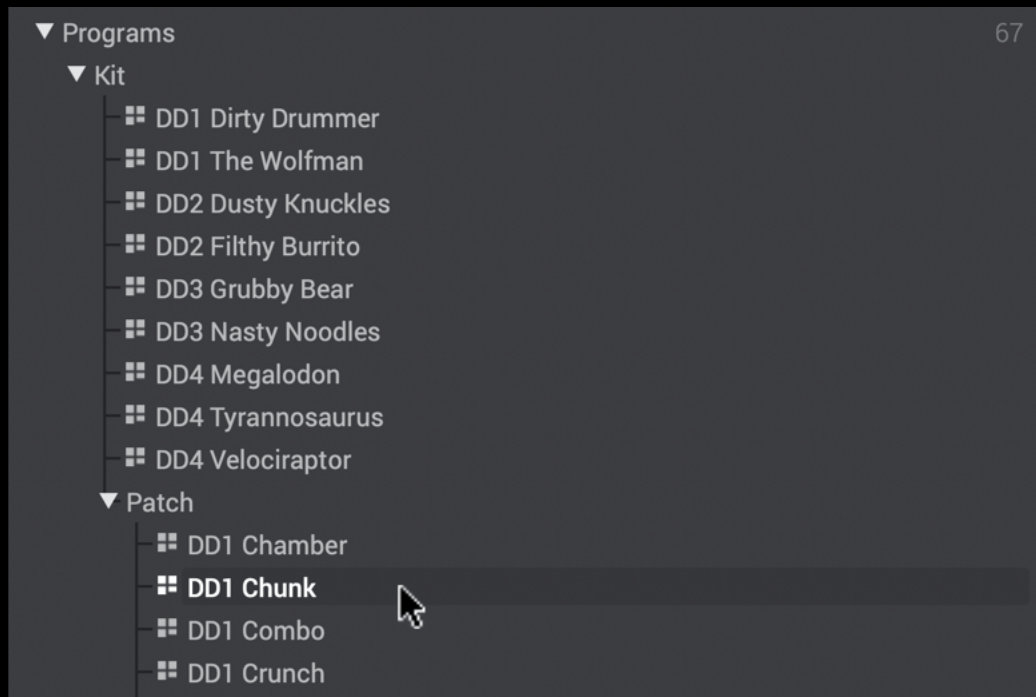 Programs 67
Kit
DD1 Dirty Drummer
DD1 The Wolfman
DD2 Dusty Knuckles
DD2 Filthy Burrito
DD3 Grubby Bear
DD3 Nasty Noodles
DD4 Megalodon
DD4 Tyrannosaurus
DD4 Velociraptor
Patch
DD1 Chamber
DD1 Chunk
DD1 Combo
DD1 Crunch